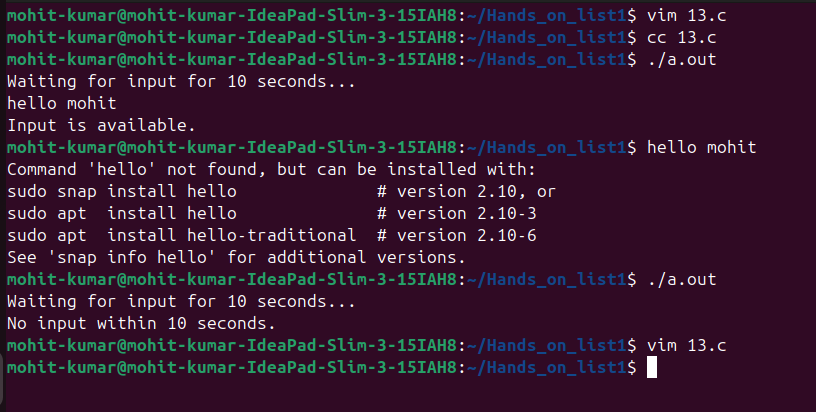 mohit-kumar@mohit-kumar-IdeaPad-Slim-3-15IAH8:~/Hands_on_list1$ vim 13.c
mohit-kumar@mohit-kumar-IdeaPad-Slim-3-15IAH8:~/Hands_on_list1$ cc 13.c
mohit-kumar@mohit-kumar-IdeaPad-Slim-3-15IAH8:~/Hands_on_list1$ ./a.out
Waiting for input for 10 seconds...
hello mohit
Input is available.
mohit-kumar@mohit-kumar-IdeaPad-Slim-3-15IAH8:~/Hands_on_list1$ hello mohit
Command 'hello' not found, but can be installed with:
sudo snap install hello              # version 2.10, or
sudo apt  install hello              # version 2.10-3
sudo apt  install hello-traditional  # version 2.10-6
See 'snap info hello' for additional versions.
mohit-kumar@mohit-kumar-IdeaPad-Slim-3-15IAH8:~/Hands_on_list1$ ./a.out
Waiting for input for 10 seconds...
No input within 10 seconds.
mohit-kumar@mohit-kumar-IdeaPad-Slim-3-15IAH8:~/Hands_on_list1$ vim 13.c
mohit-kumar@mohit-kumar-IdeaPad-Slim-3-15IAH8:~/Hands_on_list1$